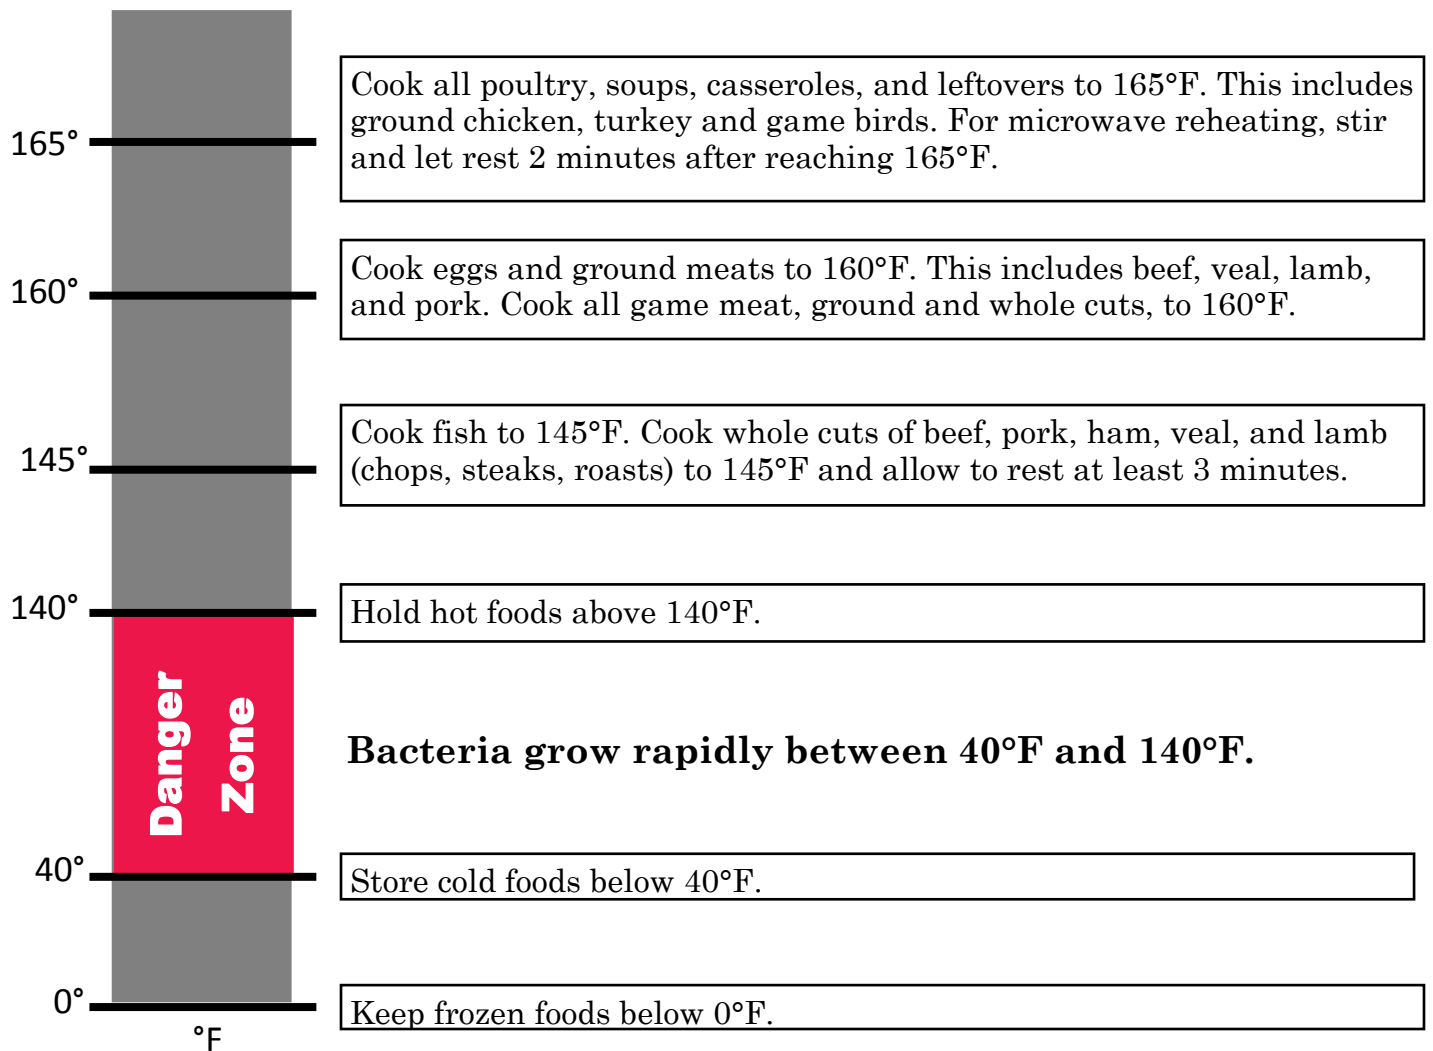 165°
Cook all poultry, soups, casseroles, and leftovers to 165°F. This includes
ground chicken, turkey and game birds. For microwave reheating, stir
and let rest 2 minutes after reaching 165°F.
160°
Cook eggs and ground meats to 160°F. This includes beef, veal, lamb,
and pork. Cook all game meat, ground and whole cuts, to 160°F.
145°
Cook fish to 145°F. Cook whole cuts of beef, pork, ham, veal, and lamb
(chops, steaks, roasts) to 145°F and allow to rest at least 3 minutes.
140°
Hold hot foods above 140°F.
Danger
Zone
Bacteria grow rapidly between 40°F and 140°F.
40°
Store cold foods below 40°F.
0°
Keep frozen foods below 0°F.
°F